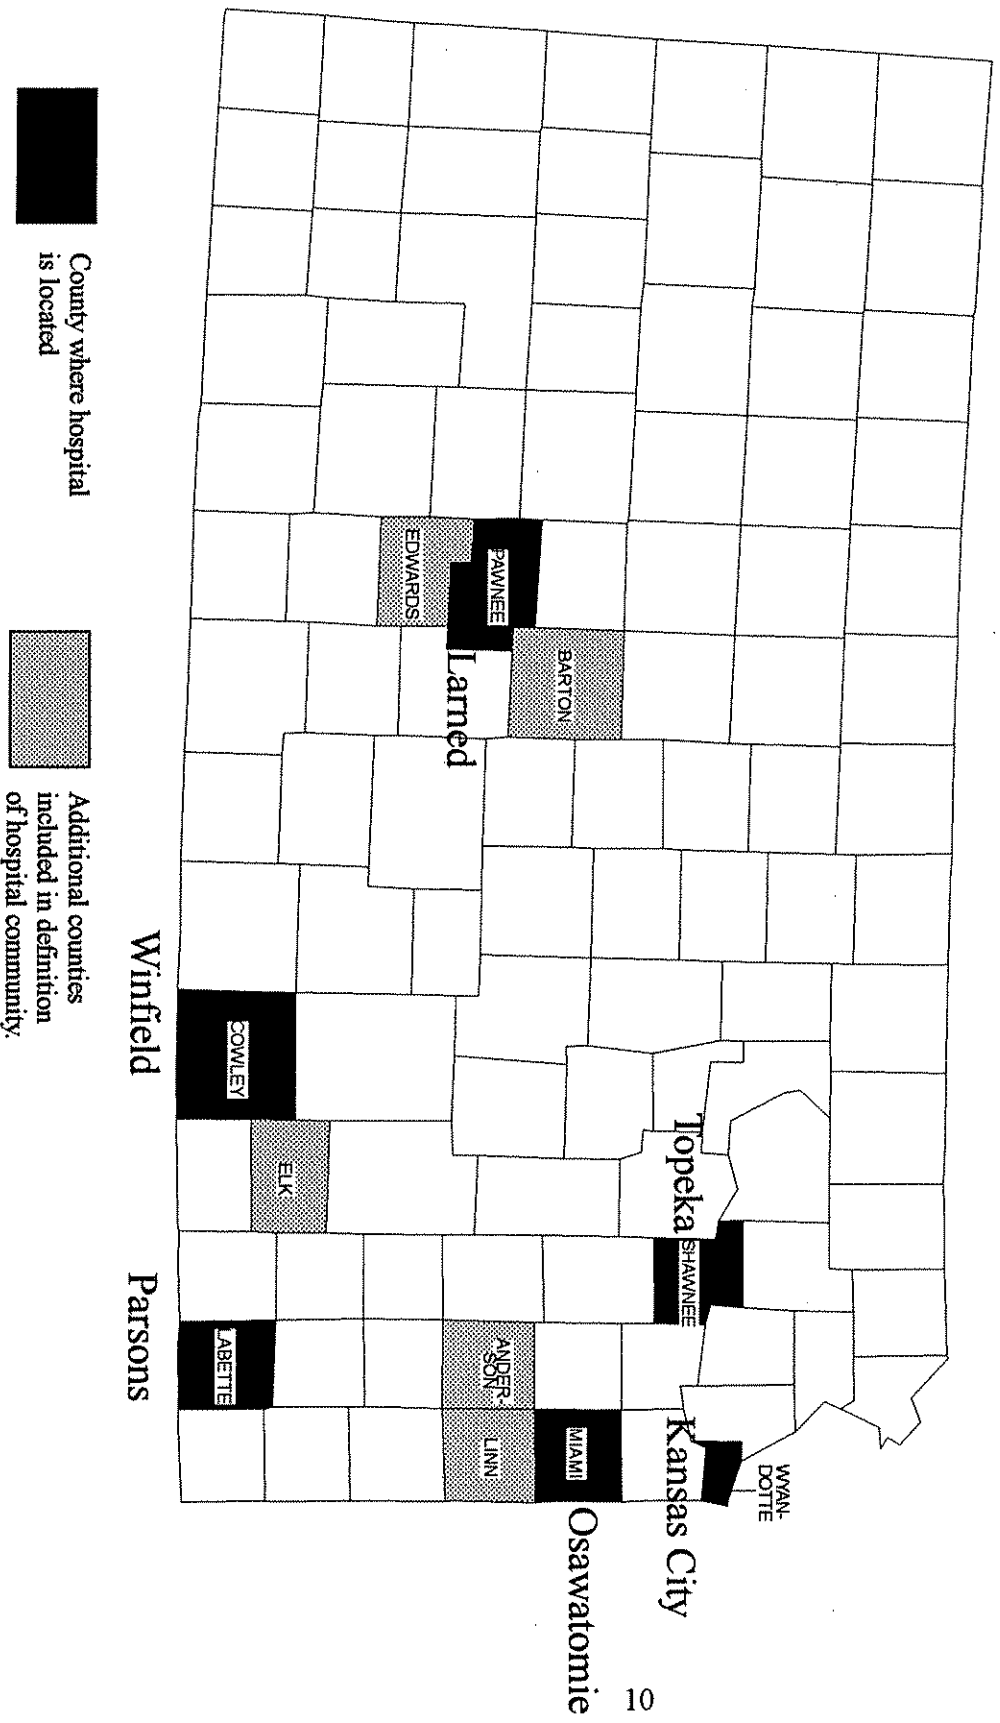 WYAN-
DOTTE
Kansas City
Topeka
SHAWNEE
MIAMI
Osawatomie
BARTON
PAWNEE
Larned
EDWARDS
ANDER-
SON
LINN
ELK
COWLEY
LABETTE
Winfield
Parsons
County where hospital
is located
Additional counties
included in definition
of hospital community.
10